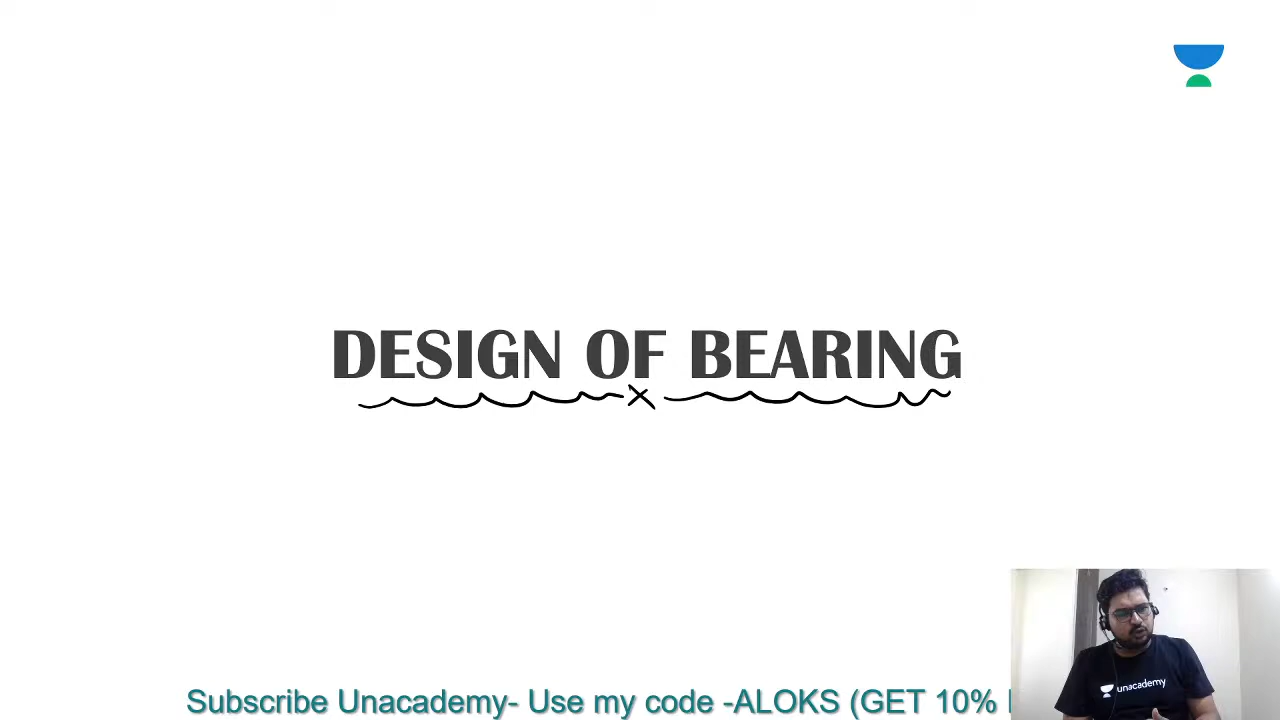 DESIGN OF BEARING
Subscribe Unacademy- Use my code -ALOKS (GET 10%
unacademy